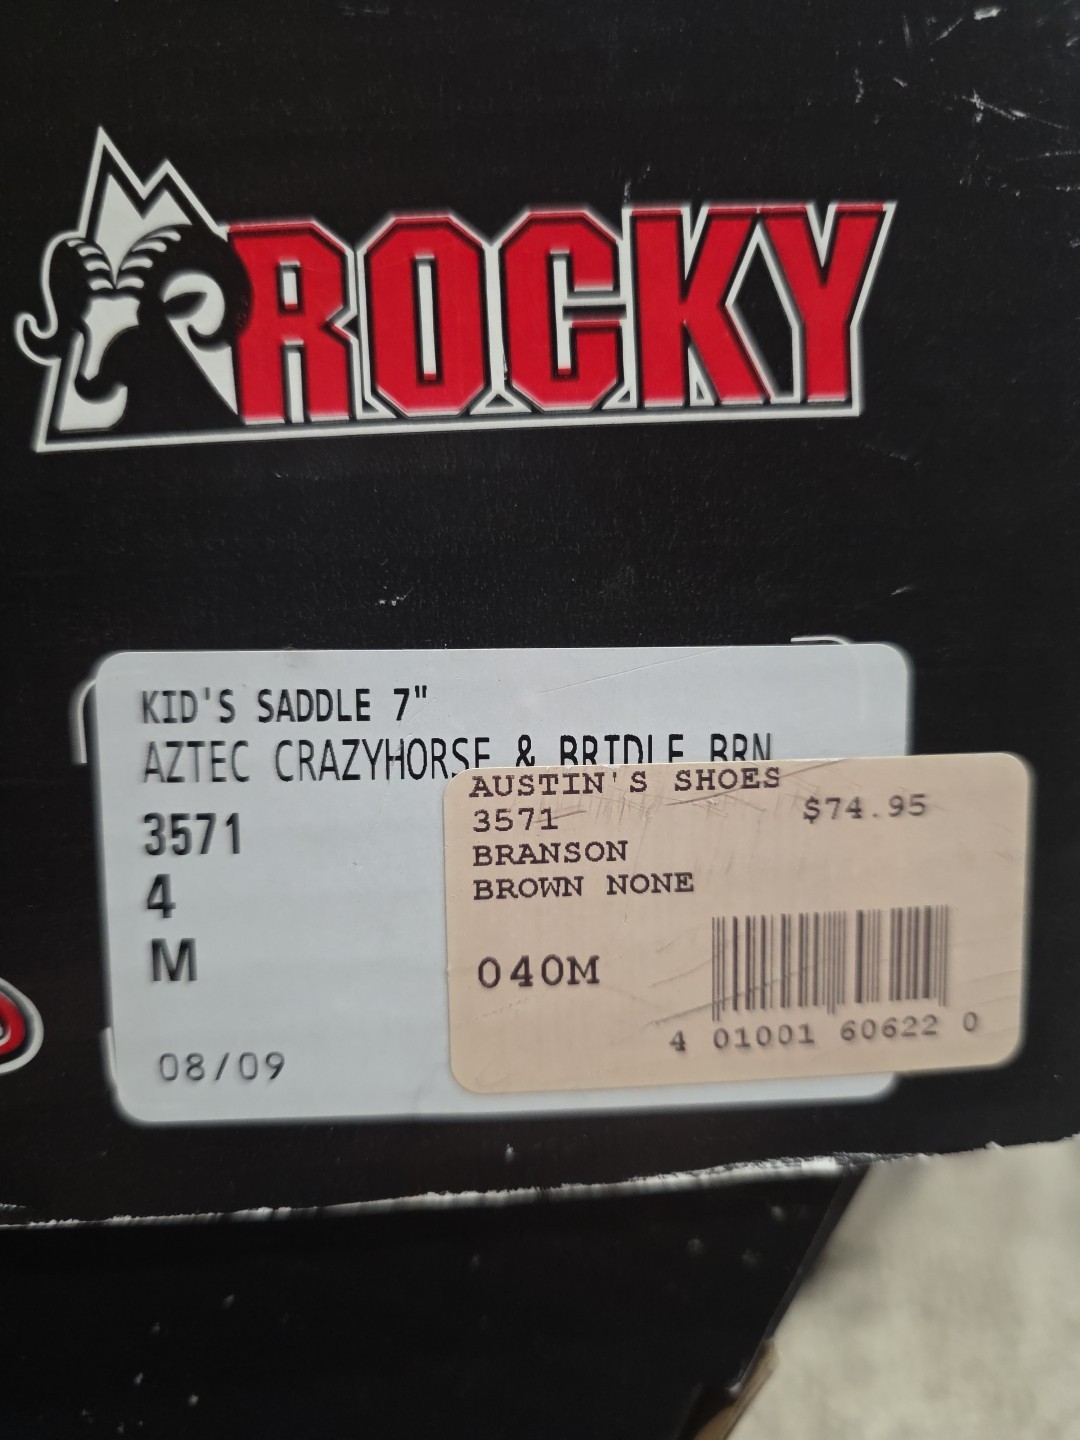 ROCKY
KID'S SADDLE 7"
AZTEC CRAZYHORSE & BRIDLE BRN
3571
4
M
08/09
AUSTIN'S SHOES
3571
$74.95
BRANSON
BROWN NONE
040M
4 01001 60622 0